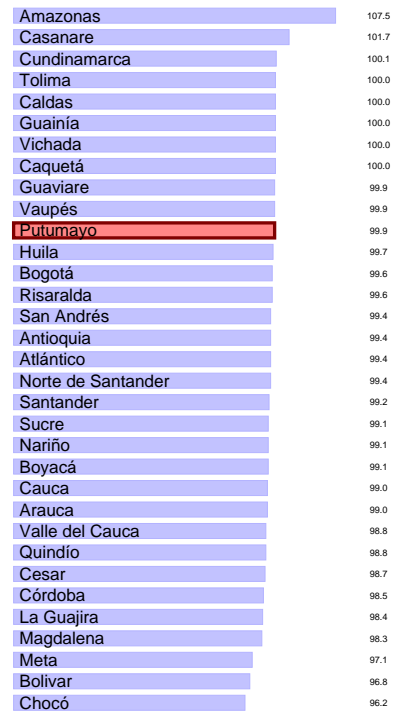 Amazonas 107.5
Casanare 101.7
Cundinamarca 100.1
Tolima 100.0
Caldas 100.0
Guainía 100.0
Vichada 100.0
Caquetá 100.0
Guaviare 99.9
Vaupés 99.9
Putumayo 99.9
Huila 99.7
Bogotá 99.6
Risaralda 99.6
San Andrés 99.4
Antioquia 99.4
Atlántico 99.4
Norte de Santander 99.4
Santander 99.2
Sucre 99.1
Nariño 99.1
Boyacá 99.1
Cauca 99.0
Arauca 99.0
Valle del Cauca 98.8
Quindío 98.8
Cesar 98.7
Córdoba 98.5
La Guajira 98.4
Magdalena 98.3
Meta 97.1
Bolivar 96.8
Chocó 96.2